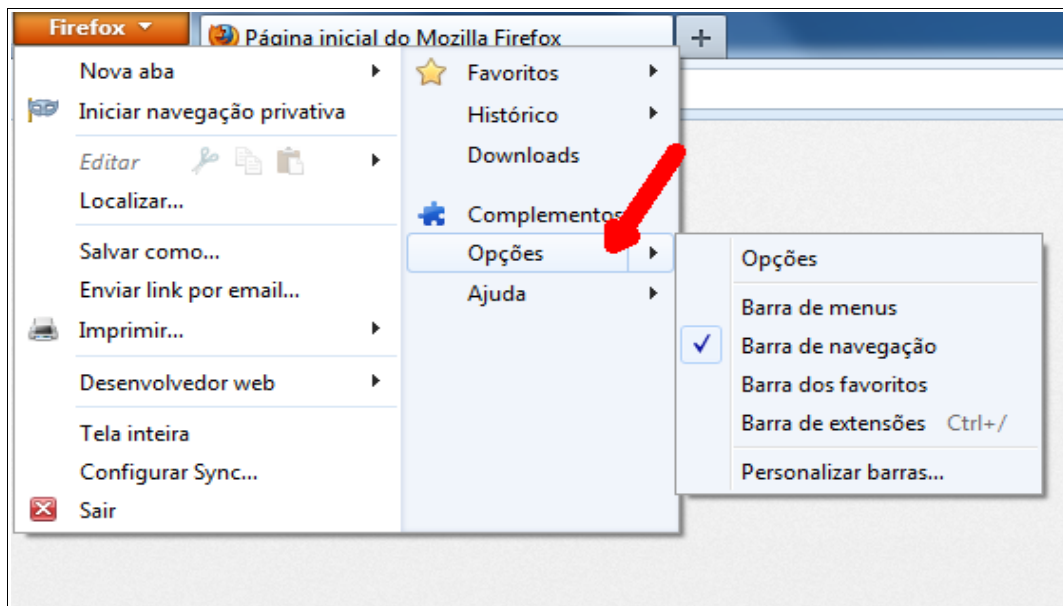 Firefox
Página inicial do Mozilla Firefox
+
Nova aba
Iniciar navegação privativa
Editar
Localizar...
Salvar como...
Enviar link por email...
Imprimir...
Desenvolvedor web
Tela inteira
Configurar Sync...
Sair
Favoritos
Histórico
Downloads
Complementos
Opções
Ajuda
Opções
Barra de menus
Barra de navegação
Barra dos favoritos
Barra de extensões Ctrl+/
Personalizar barras...